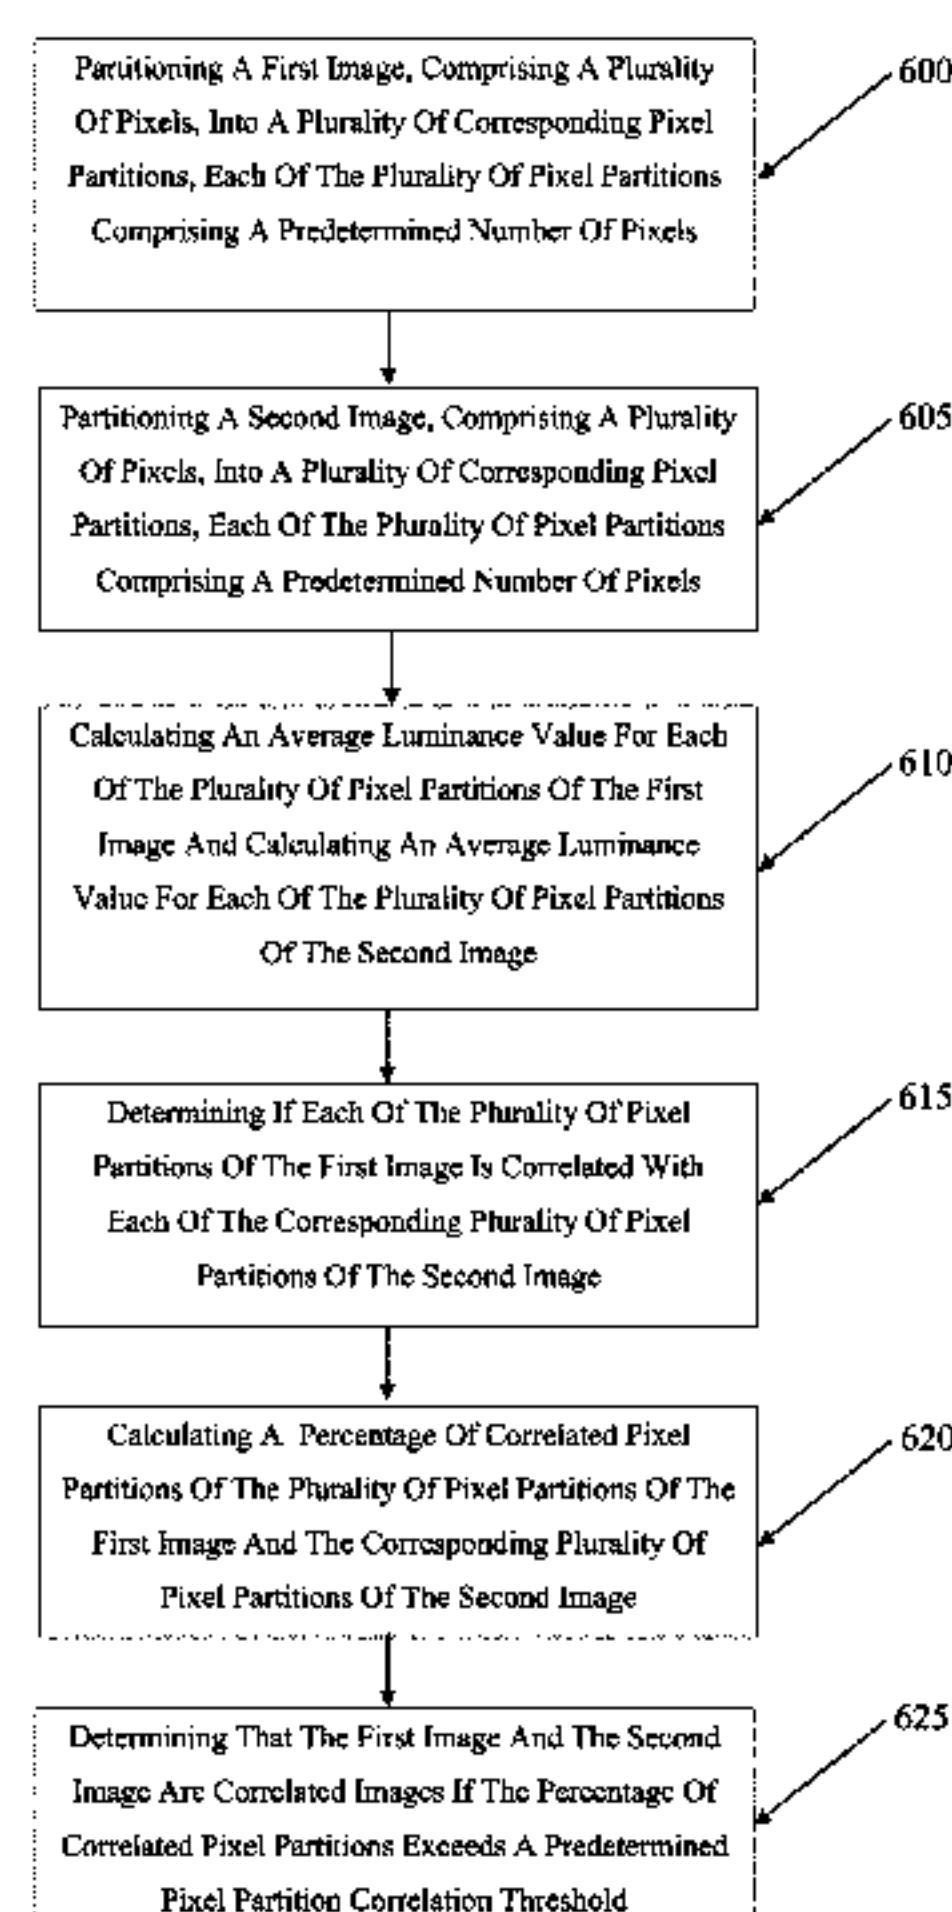 Partitioning A First Image, Comprising A Plurality
Of Pixels, Into A Plurality Of Corresponding Pixel
Partitions, Each Of The Plurality Of Pixel Partitions
Comprising A Predetermined Number Of Pixels
600
Partitioning A Second Image, Comprising A Plurality
Of Pixels, Into A Plurality Of Corresponding Pixel
Partitions, Each Of The Plurality Of Pixel Partitions
Comprising A Predetermined Number Of Pixels
605
Calculating An Average Luminance Value For Each
Of The Plurality Of Pixel Partitions Of The First
Image And Calculating An Average Luminance
Value For Each Of The Plurality Of Pixel Partitions
Of The Second Image
610
Determining If Each Of The Plurality Of Pixel
Partitions Of The First Image Is Correlated With
Each Of The Corresponding Plurality Of Pixel
Partitions Of The Second Image
615
Calculating A Percentage Of Correlated Pixel
Partitions Of The Plurality Of Pixel Partitions Of The
First Image And The Corresponding Plurality Of
Pixel Partitions Of The Second Image
620
Determining That The First Image And The Second
Image Are Correlated Images If The Percentage Of
Correlated Pixel Partitions Exceeds A Predetermined
Pixel Partition Correlation Threshold
625